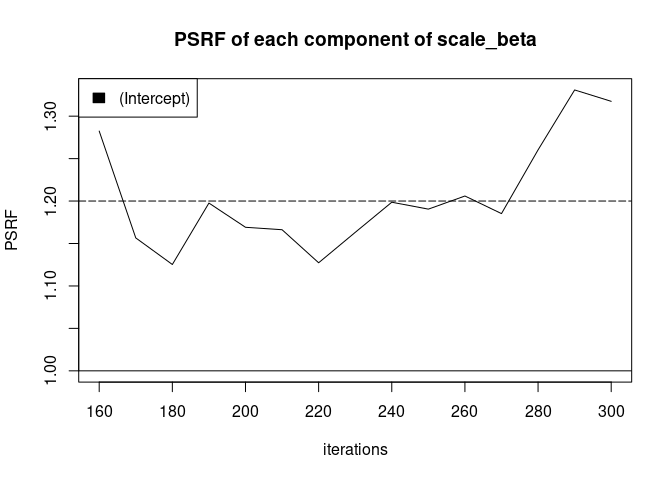 PSRF of each component of scale_beta
(Intercept)
PSRF
1.30
1.20
1.10
1.00
160 180 200 220 240 260 280 300
iterations